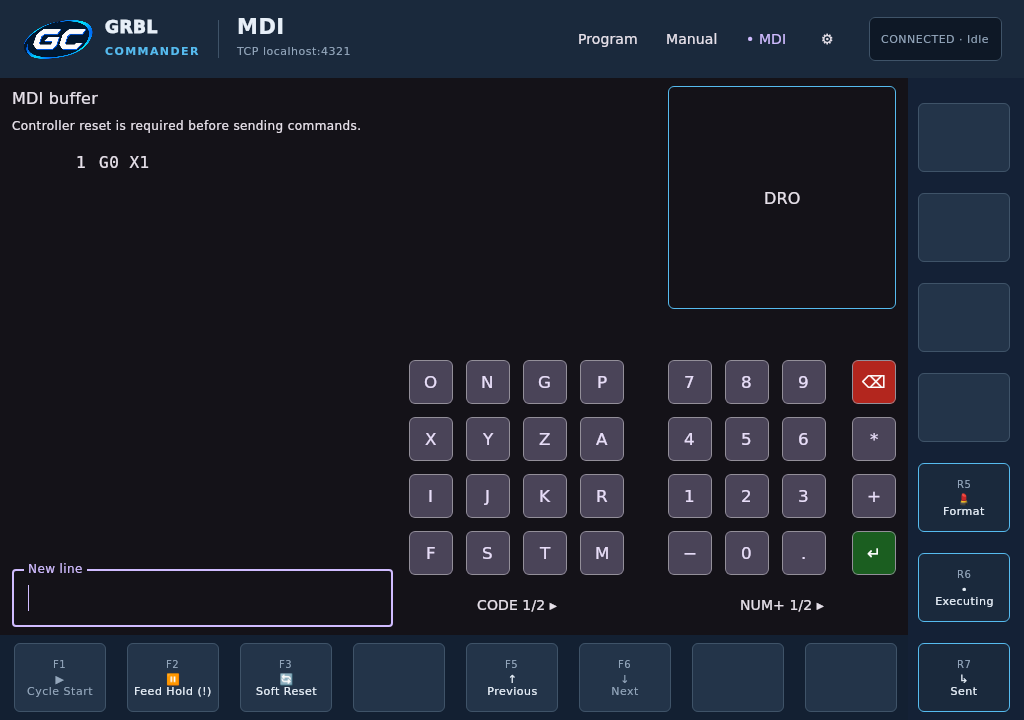 GC GRBL COMMANDER
MDI
TCP localhost:4321
Program Manual • MDI ⚙ CONNECTED · Idle
MDI buffer
Controller reset is required before sending commands.
1 G0 X1
DRO
O N G P 7 8 9 ⌫
X Y Z A 4 5 6 *
I J K R 1 2 3 +
F S T M − 0 . ↵
New line
CODE 1/2 ▸ NUM+ 1/2 ▸
R5
Format
R6
•
Executing
R7
↳
Sent
F1
▶
Cycle Start
F2
⏸
Feed Hold (!)
F3
🔄
Soft Reset
F5
↑
Previous
F6
↓
Next